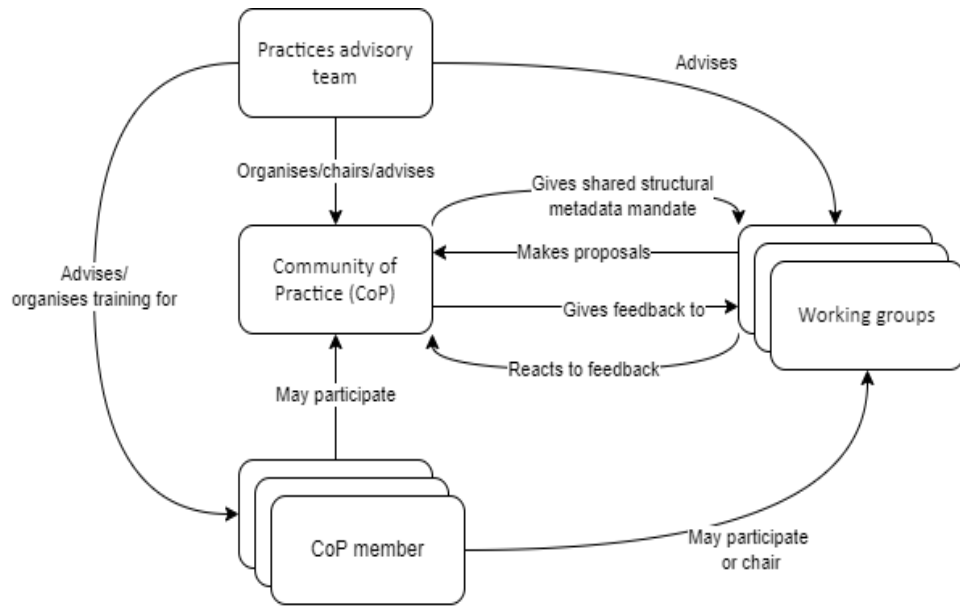 Practices advisory
team
Advises
Organises/chairs/advises
Gives shared structural
metadata mandate
Makes proposals
Community of
Practice (CoP)
Advises/
organises training for
Gives feedback to
Working groups
Reacts to feedback
May participate
CoP member
May participate
or chair